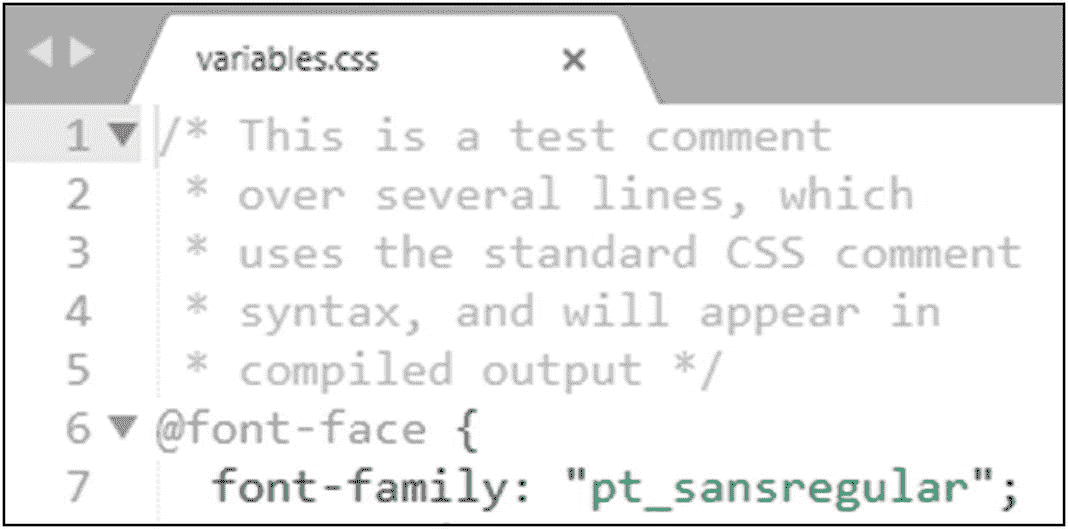 variables.css ×
1 ▼ /* This is a test comment
2 * over several lines, which
3 * uses the standard CSS comment
4 * syntax, and will appear in
5 * compiled output */
6 ▼ @font-face {
7 font-family: "pt_sansregular";